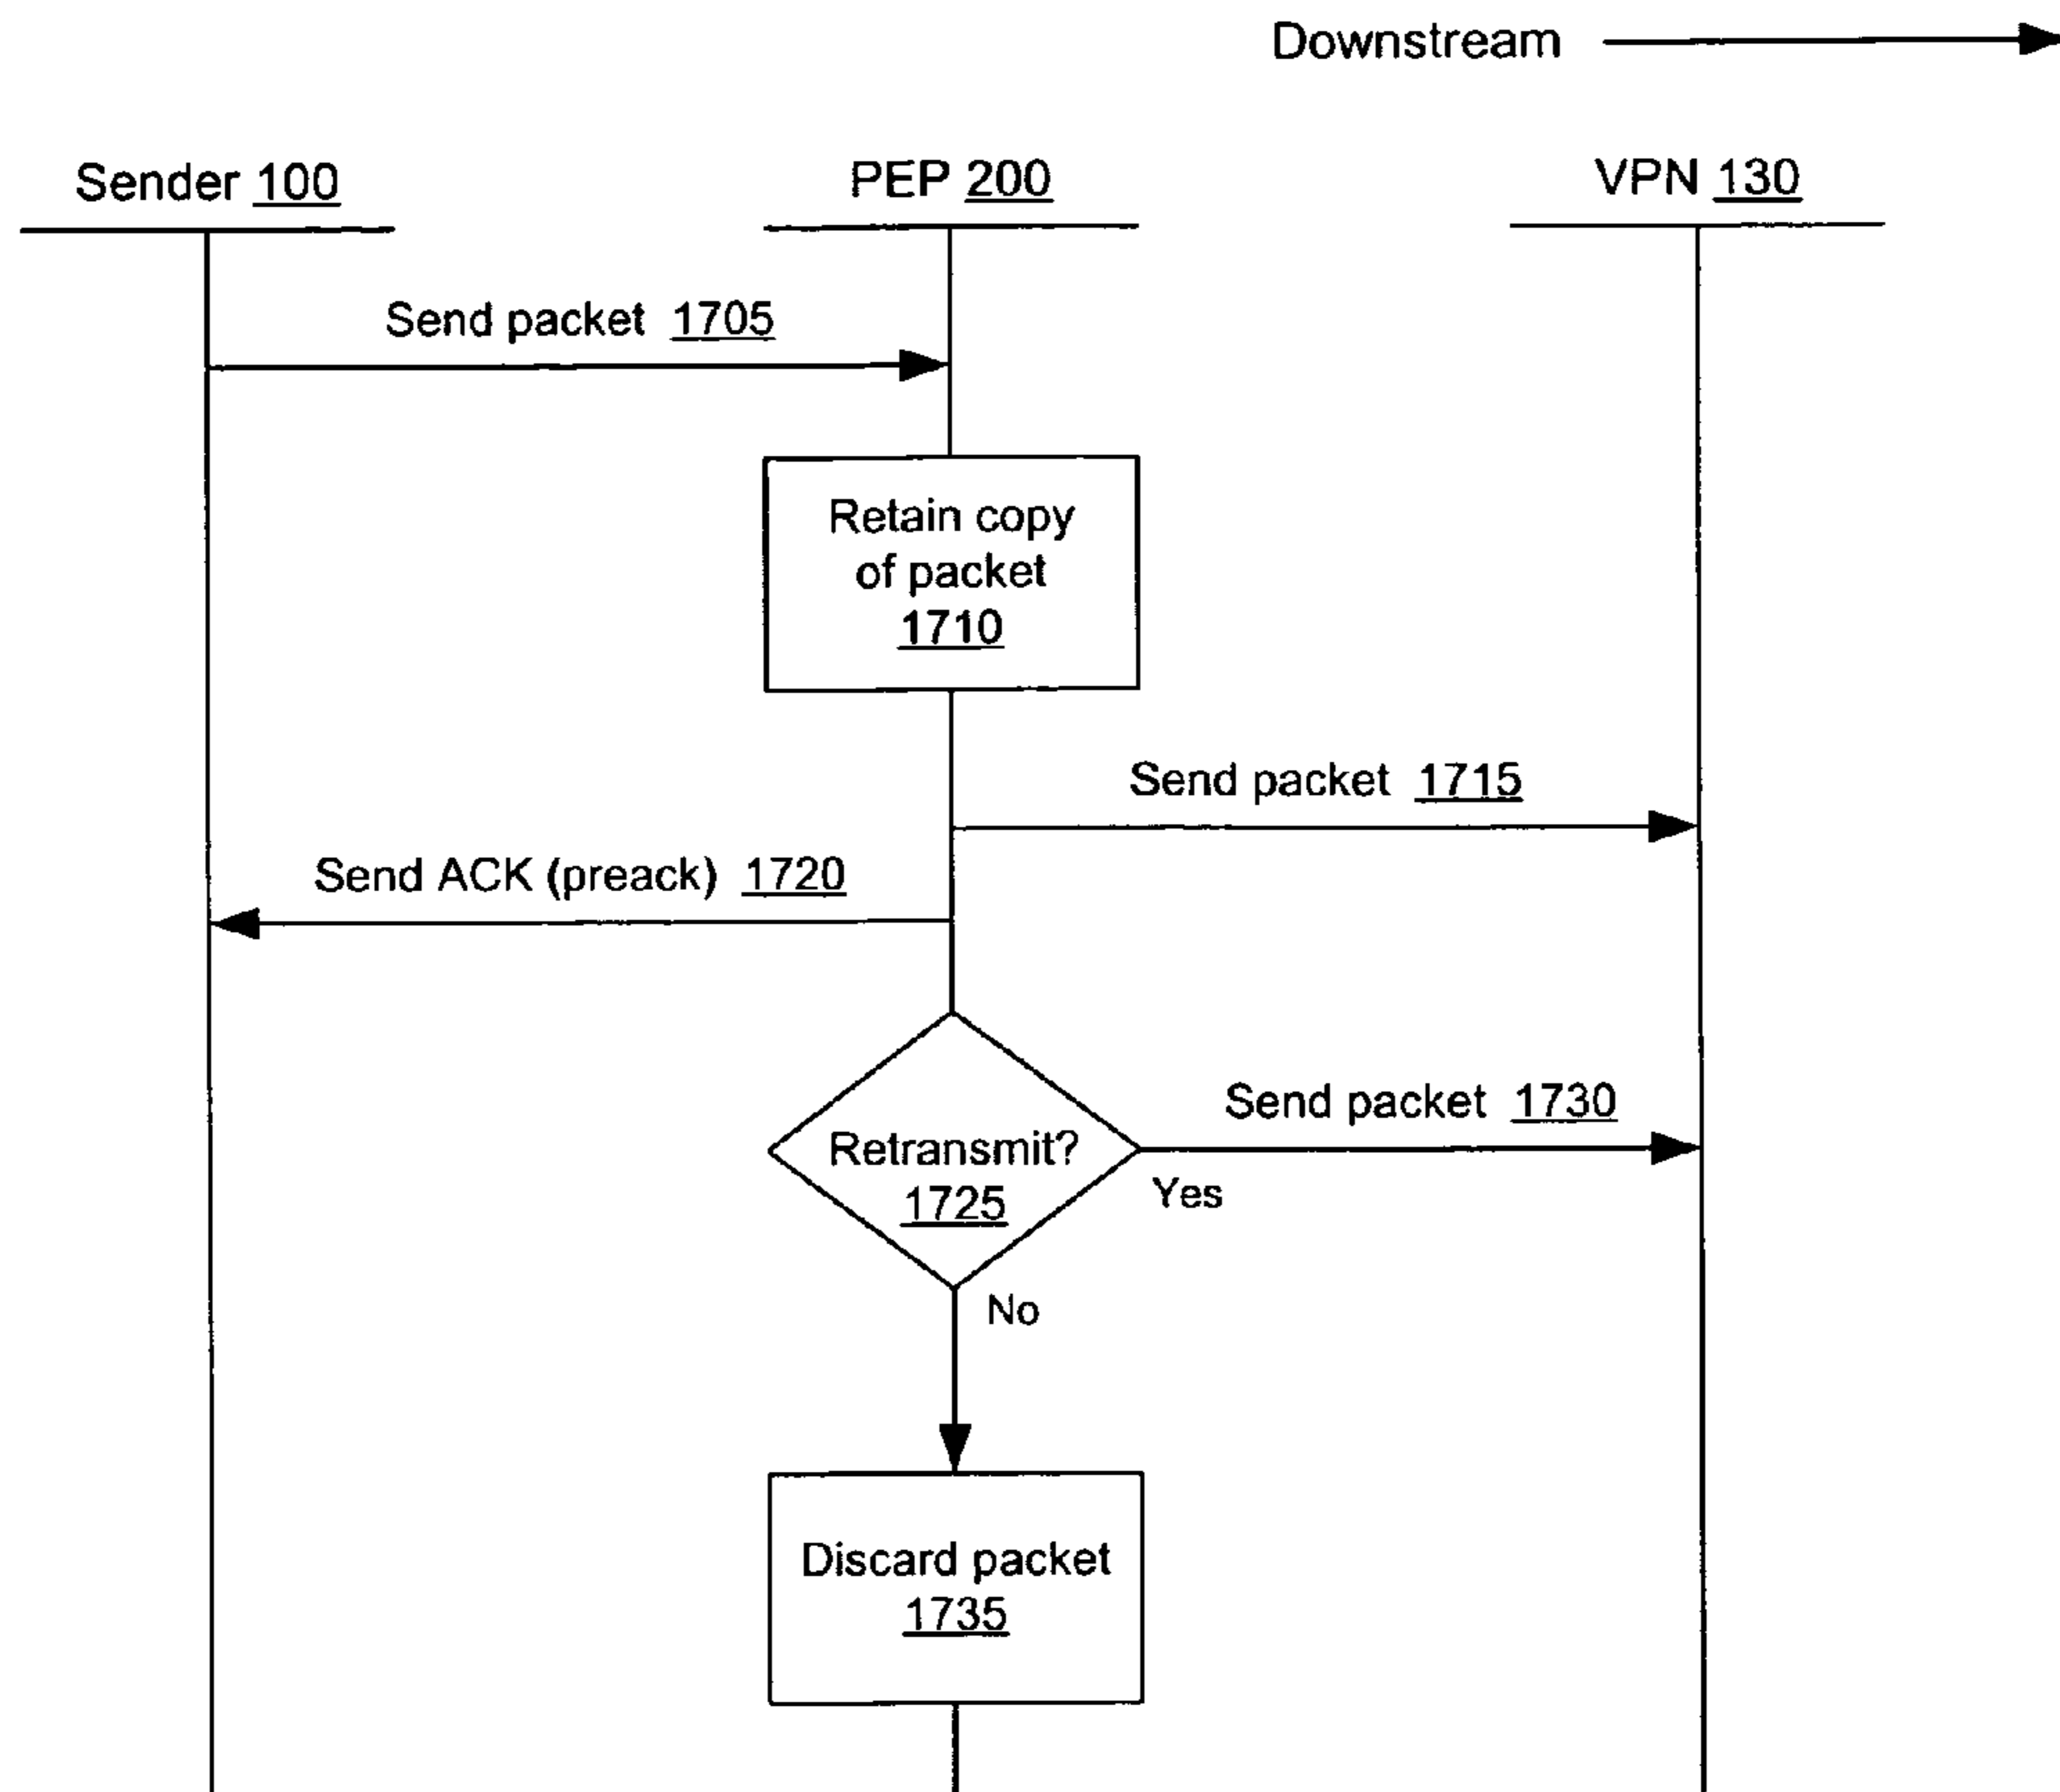 Downstream
Sender 100
PEP 200
VPN 130
Send packet 1705
Retain copy
of packet
1710
Send packet 1715
Send ACK (preack) 1720
Send packet 1730
Retransmit?
1725
Yes
No
Discard packet
1735